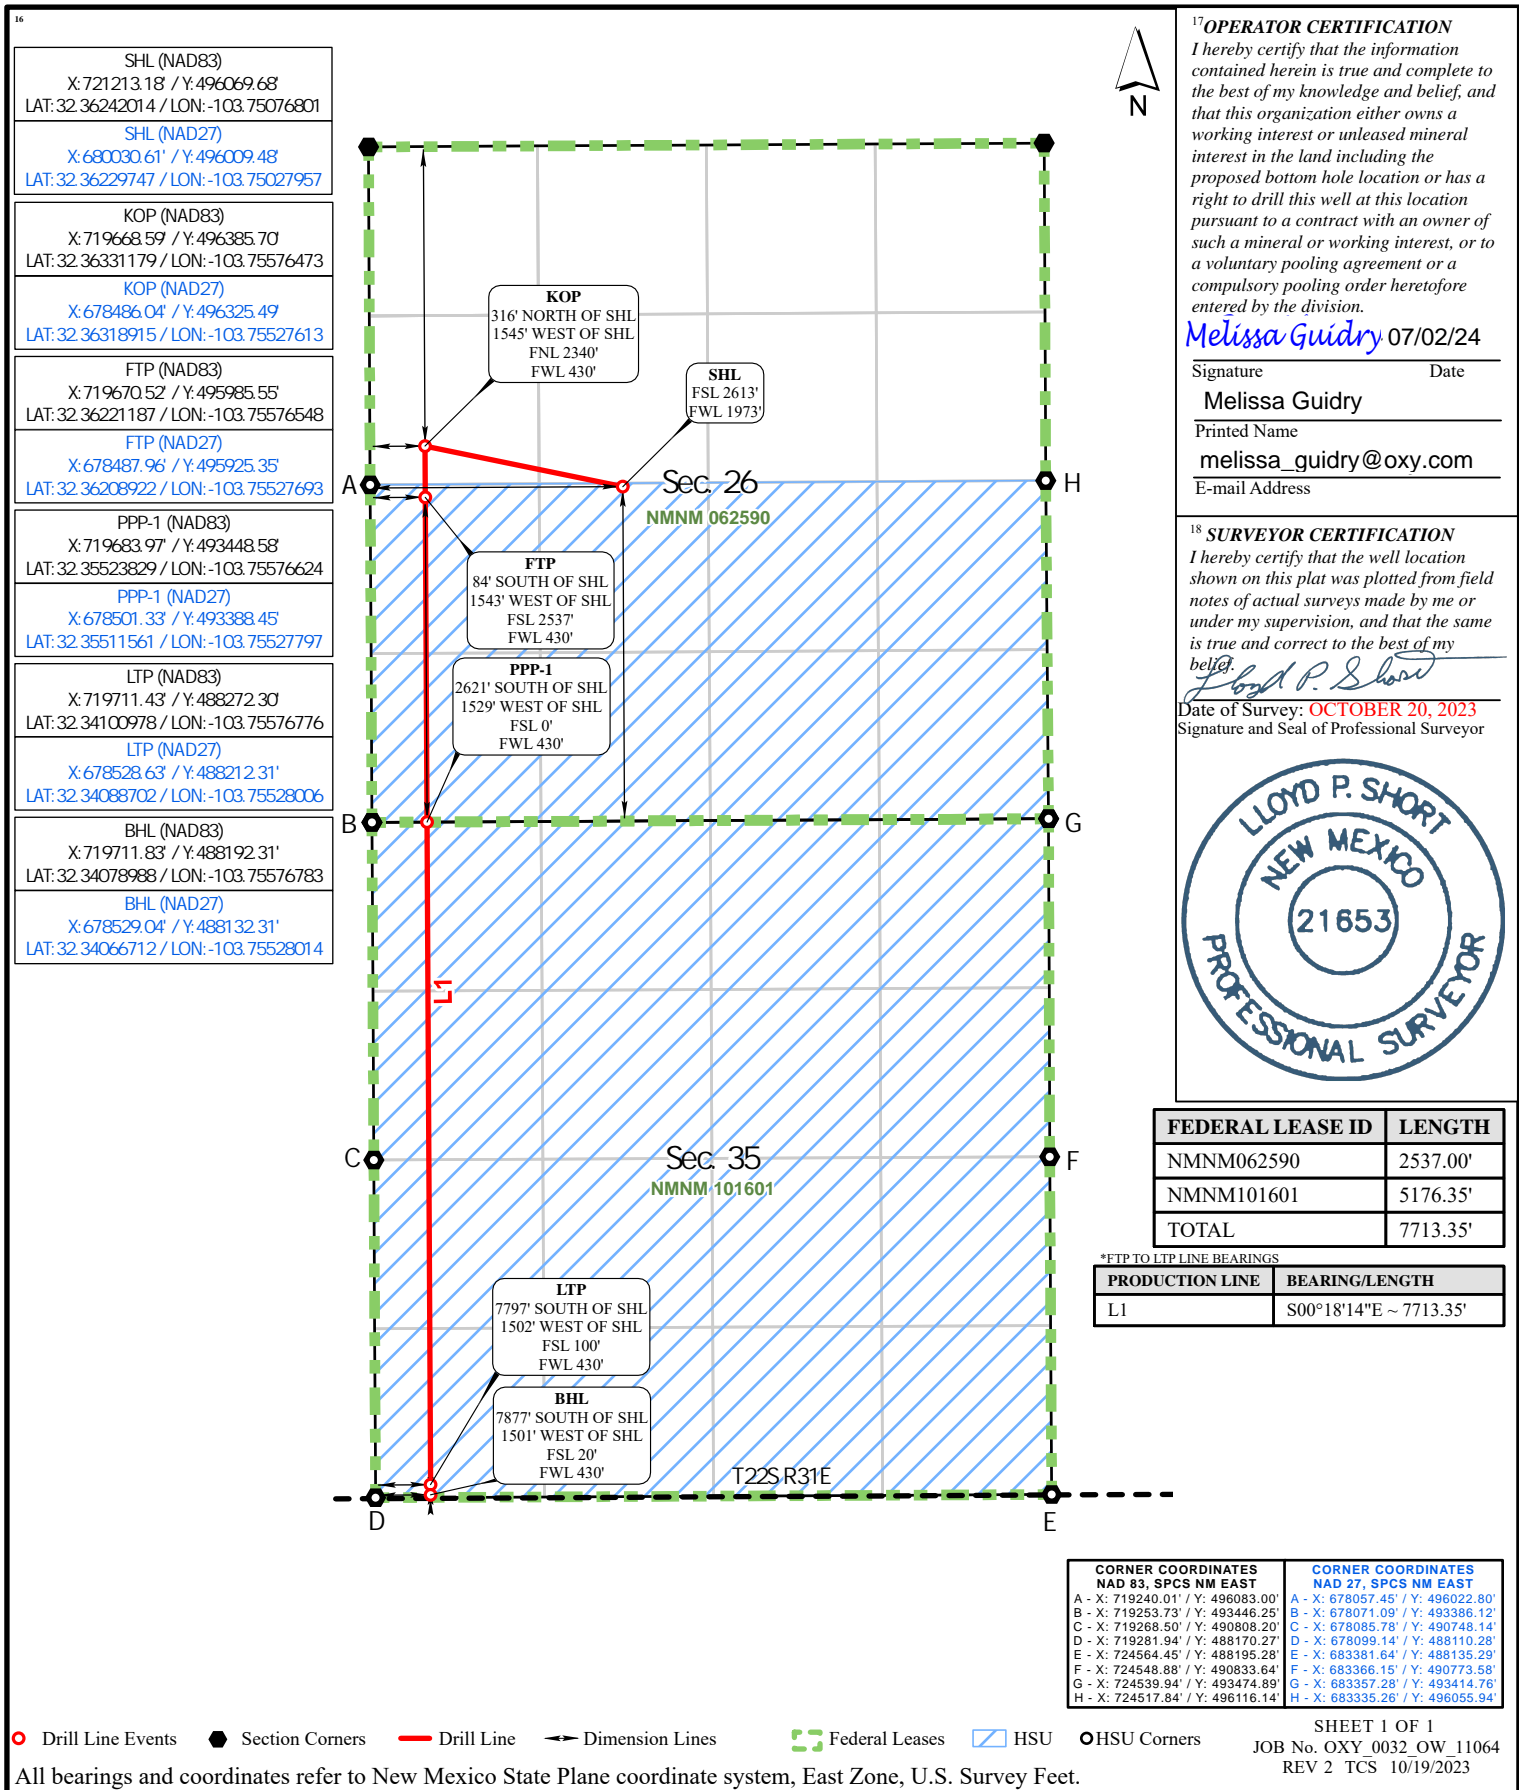 16
SHL (NAD83)
X: 721213.18' / Y: 496069.68'
LAT: 32.36242014 / LON: -103.75076801
SHL (NAD27)
X: 680030.61' / Y: 496009.48'
LAT: 32.36229747 / LON: -103.75027957
KOP (NAD83)
X: 719668.59' / Y: 496385.70'
LAT: 32.36331179 / LON: -103.75576473
KOP (NAD27)
X: 678486.04' / Y: 496325.49'
LAT: 32.36318915 / LON: -103.75527613
FTP (NAD83)
X: 719670.52' / Y: 495985.55'
LAT: 32.36221187 / LON: -103.75576548
FTP (NAD27)
X: 678487.96' / Y: 495925.35'
LAT: 32.36208922 / LON: -103.75527693
PPP-1 (NAD83)
X: 719683.97' / Y: 493448.58'
LAT: 32.35523829 / LON: -103.75576624
PPP-1 (NAD27)
X: 678501.33' / Y: 493388.45'
LAT: 32.35511561 / LON: -103.75527797
LTP (NAD83)
X: 719711.43' / Y: 488272.30'
LAT: 32.34100978 / LON: -103.75576776
LTP (NAD27)
X: 678528.63' / Y: 488212.31'
LAT: 32.34088702 / LON: -103.75528006
BHL (NAD83)
X: 719711.83' / Y: 488192.31'
LAT: 32.34078988 / LON: -103.75576783
BHL (NAD27)
X: 678529.04' / Y: 488132.31'
LAT: 32.34066712 / LON: -103.75528014
N
KOP
316' NORTH OF SHL
1545' WEST OF SHL
FNL 2340'
FWL 430'
SHL
FSL 2613'
FWL 1973'
A
Sec. 26
H
NMNM 062590
FTP
84' SOUTH OF SHL
1543' WEST OF SHL
FSL 2537'
FWL 430'
PPP-1
2621' SOUTH OF SHL
1529' WEST OF SHL
FSL 0'
FWL 430'
B
G
L1
C
Sec. 35
F
NMNM 101601
LTP
7797' SOUTH OF SHL
1502' WEST OF SHL
FSL 100'
FWL 430'
BHL
7877' SOUTH OF SHL
1501' WEST OF SHL
FSL 20'
FWL 430'
T22S R31E
D
E
17 OPERATOR CERTIFICATION
I hereby certify that the information
contained herein is true and complete to
the best of my knowledge and belief, and
that this organization either owns a
working interest or unleased mineral
interest in the land including the
proposed bottom hole location or has a
right to drill this well at this location
pursuant to a contract with an owner of
such a mineral or working interest, or to
a voluntary pooling agreement or a
compulsory pooling order heretofore
entered by the division.
Melissa Guidry 07/02/24
Signature Date
Melissa Guidry
Printed Name
melissa_guidry@oxy.com
E-mail Address
18 SURVEYOR CERTIFICATION
I hereby certify that the well location
shown on this plat was plotted from field
notes of actual surveys made by me or
under my supervision, and that the same
is true and correct to the best of my
belief.
Lloyd P. Short
Date of Survey: OCTOBER 20, 2023
Signature and Seal of Professional Surveyor
LLOYD P. SHORT
NEW MEXICO
21653
PROFESSIONAL SURVEYOR
FEDERAL LEASE ID LENGTH
NMNM062590 2537.00'
NMNM101601 5176.35'
TOTAL 7713.35'
*FTP TO LTP LINE BEARINGS
PRODUCTION LINE BEARING/LENGTH
L1 S00°18'14"E ~ 7713.35'
CORNER COORDINATES
NAD 83, SPCS NM EAST
A - X: 719240.01' / Y: 496083.00'
B - X: 719253.73' / Y: 493446.25'
C - X: 719268.50' / Y: 490808.20'
D - X: 719281.94' / Y: 488170.27'
E - X: 724564.45' / Y: 488195.28'
F - X: 724548.88' / Y: 490833.64'
G - X: 724539.94' / Y: 493474.89'
H - X: 724517.84' / Y: 496116.14'
CORNER COORDINATES
NAD 27, SPCS NM EAST
A - X: 678057.45' / Y: 496022.80'
B - X: 678071.09' / Y: 493386.12'
C - X: 678085.78' / Y: 490748.14'
D - X: 678099.14' / Y: 488110.28'
E - X: 683381.64' / Y: 488135.29'
F - X: 683366.15' / Y: 490773.58'
G - X: 683357.28' / Y: 493414.76'
H - X: 683335.26' / Y: 496055.94'
Drill Line Events Section Corners Drill Line Dimension Lines Federal Leases HSU HSU Corners
All bearings and coordinates refer to New Mexico State Plane coordinate system, East Zone, U.S. Survey Feet.
SHEET 1 OF 1
JOB No. OXY_0032_OW_11064
REV 2 TCS 10/19/2023